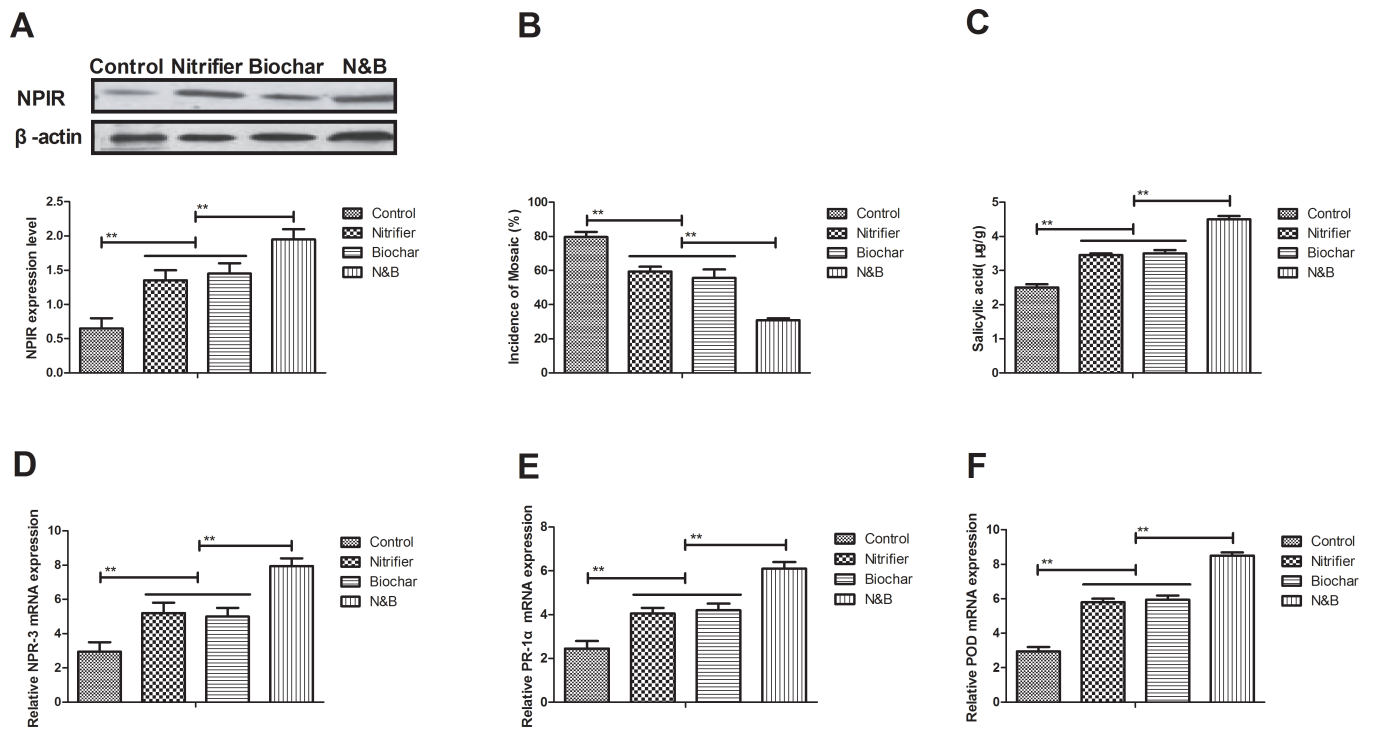 A
Control Nitrifier Biochar N&B
NPIR
β -actin
NPIR expression level
2.5
2.0
1.5
1.0
0.5
0.0
**
**
Control
Nitrifier
Biochar
N&B
B
Incidence of Mosaic (%)
100
80
60
40
20
0
**
**
Control
Nitrifier
Biochar
N&B
C
Salicylic acid( µg/g)
5
4
3
2
1
0
**
**
Control
Nitrifier
Biochar
N&B
D
Relative NPR-3 mRNA expression
10
8
6
4
2
0
**
**
Control
Nitrifier
Biochar
N&B
E
Relative PR-1α mRNA expression
8
6
4
2
0
**
**
Control
Nitrifier
Biochar
N&B
F
Relative POD mRNA expression
10
8
6
4
2
0
**
**
Control
Nitrifier
Biochar
N&B